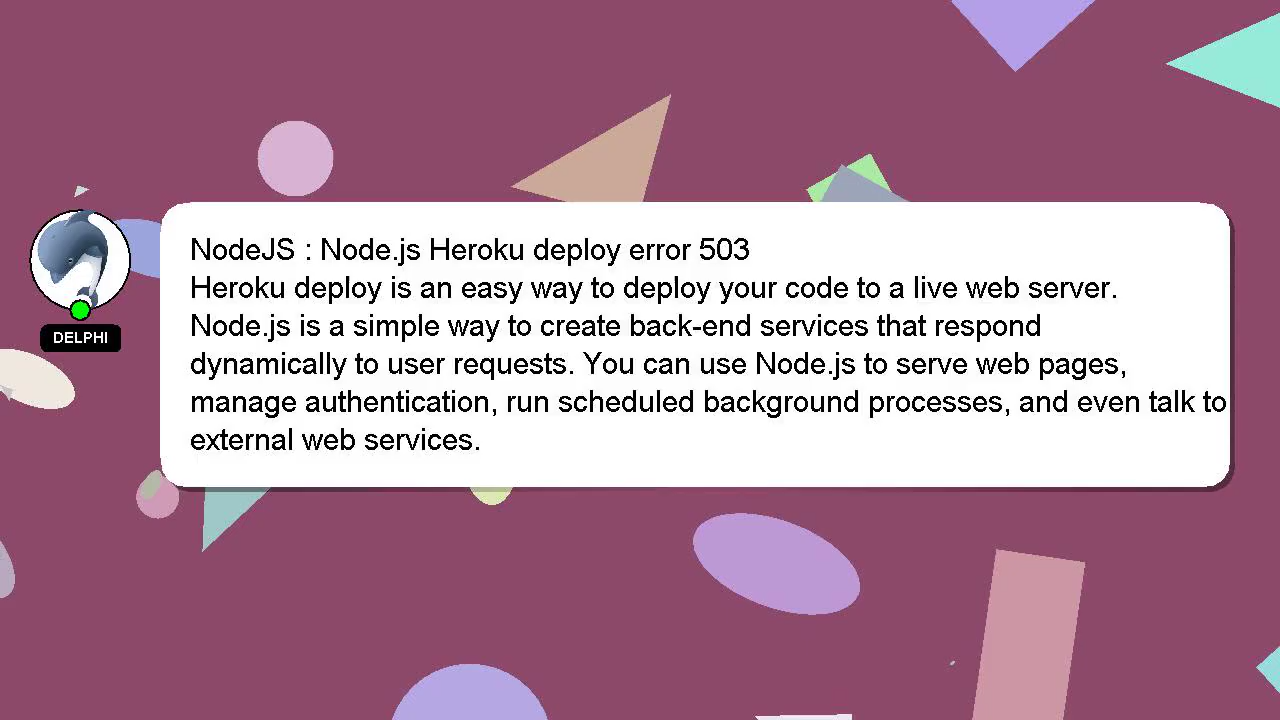 NodeJS : Node.js Heroku deploy error 503
Heroku deploy is an easy way to deploy your code to a live web server.
Node.js is a simple way to create back-end services that respond
dynamically to user requests. You can use Node.js to serve web pages,
manage authentication, run scheduled background processes, and even talk to
external web services.
DELPHI